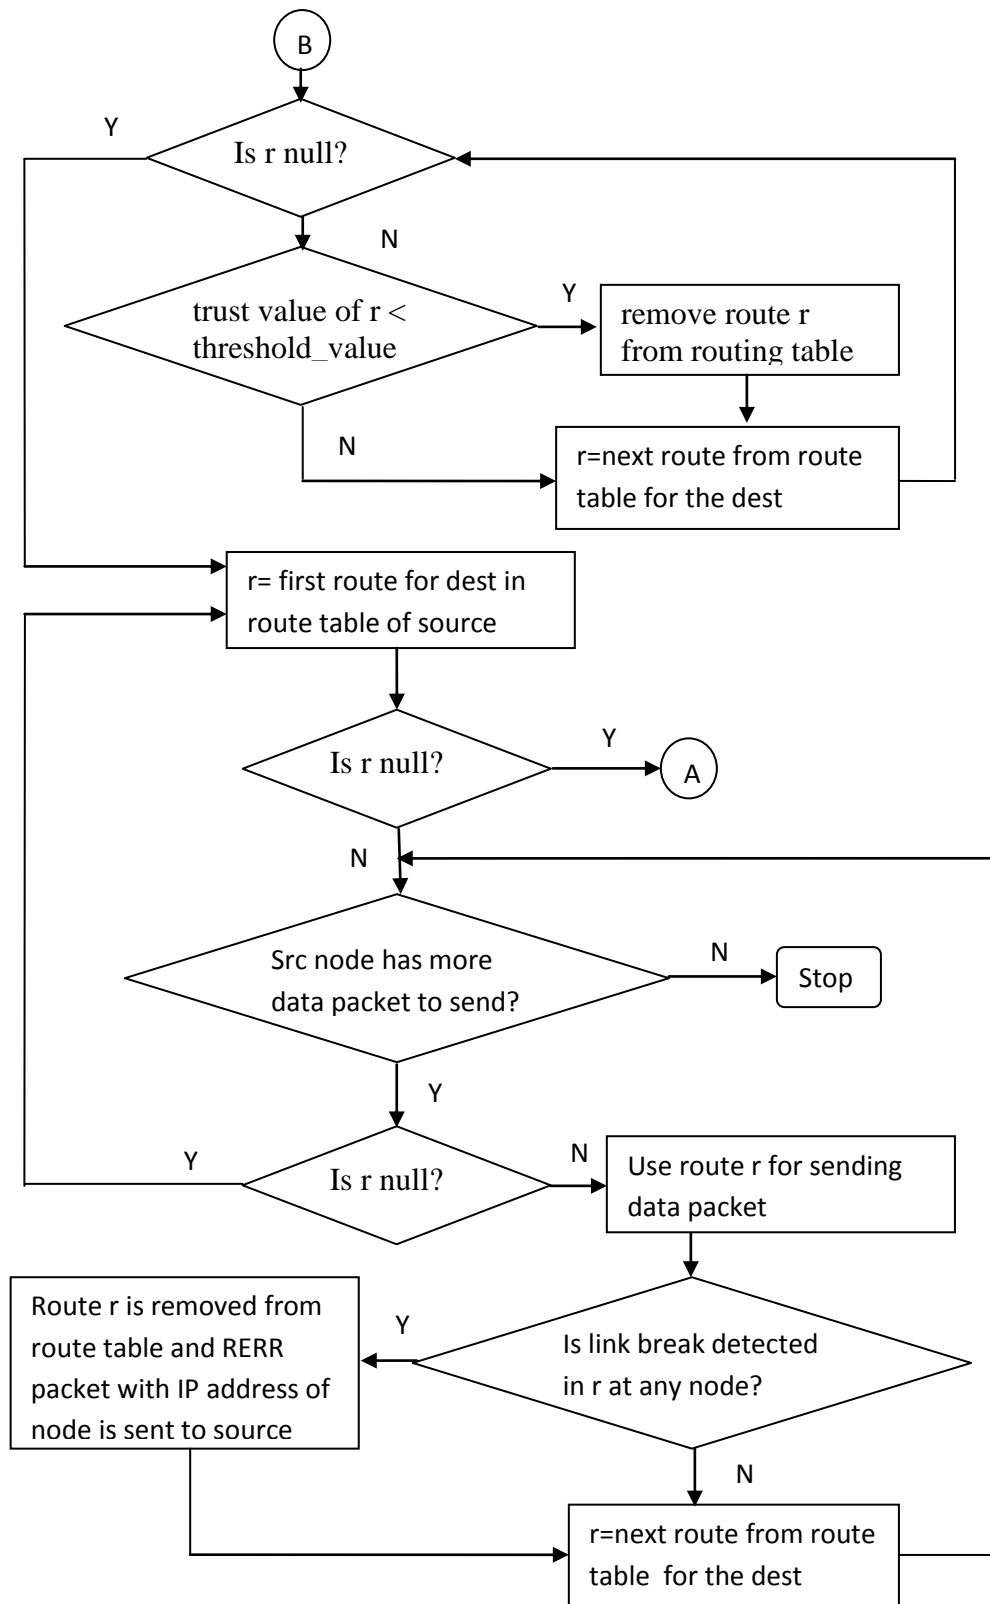 B
Y
Is r null?
N
trust value of r <
threshold_value
Y
remove route r
from routing table
N
r=next route from route
table for the dest
r= first route for dest in
route table of source
Is r null?
Y
A
N
Src node has more
data packet to send?
N
Stop
Y
Y
Is r null?
N
Use route r for sending
data packet
Route r is removed from
route table and RERR
packet with IP address of
node is sent to source
Y
Is link break detected
in r at any node?
N
r=next route from route
table  for the dest